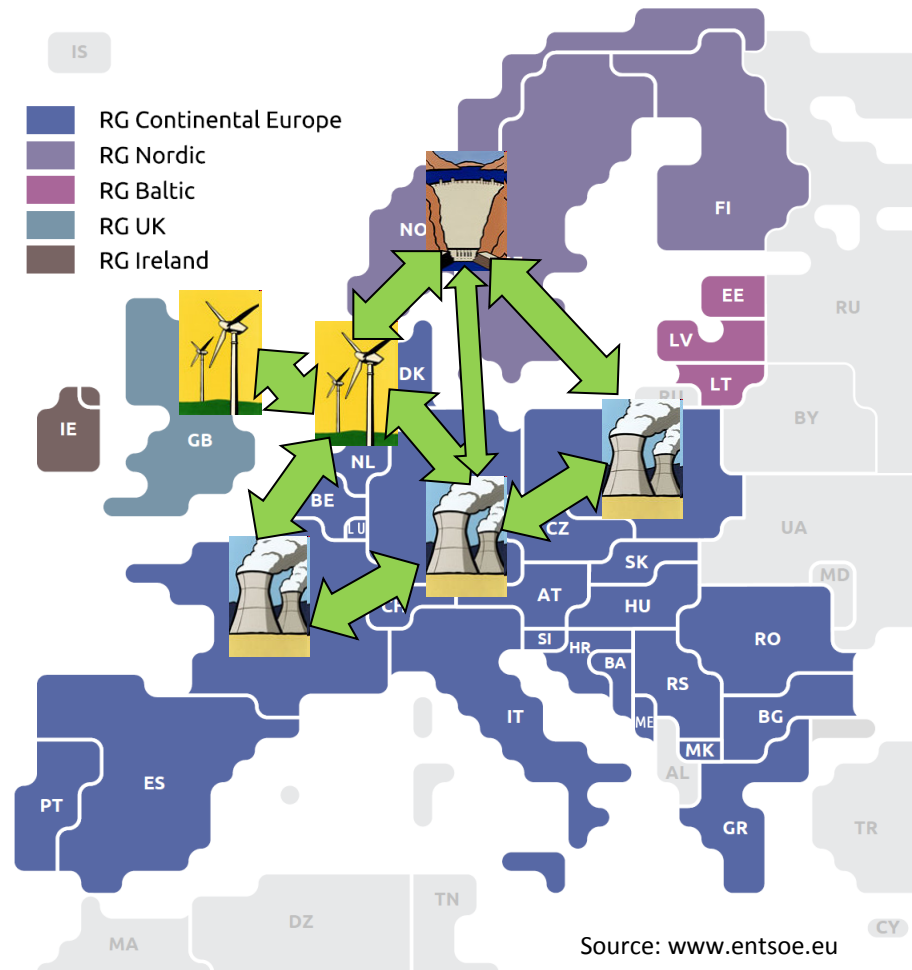 IS
RG Continental Europe
RG Nordic
RG Baltic
RG UK
RG Ireland
NO
FI
EE
RU
LV
DK
LT
BY
IE
GB
NL
BE
LU
CZ
UA
SK
MD
AT
HU
CH
SI
HR
RO
BA
RS
IT
ME
BG
MK
AL
ES
PT
GR
TR
TN
DZ
MA
CY
Source: www.entsoe.eu